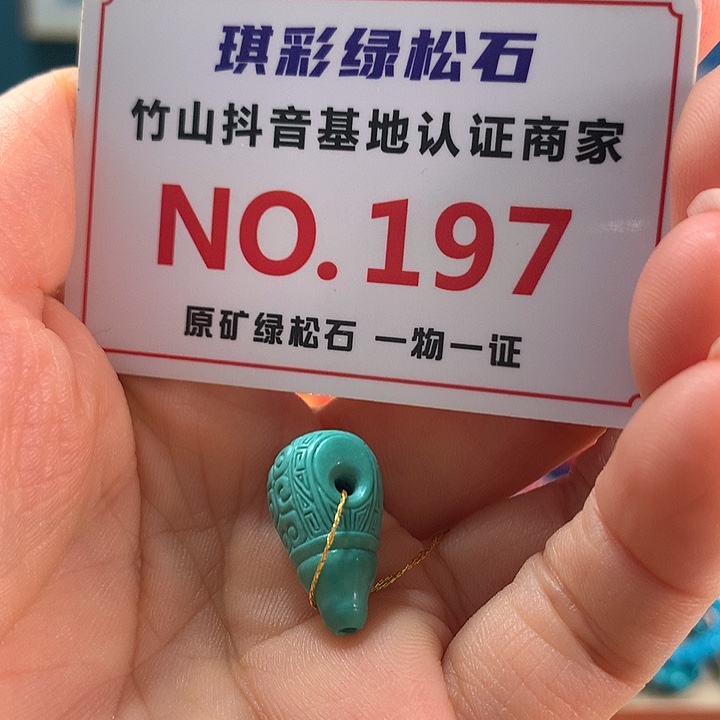 琪彩绿松石
竹山抖音基地认证商家
NO.197
原矿绿松石 一物一证